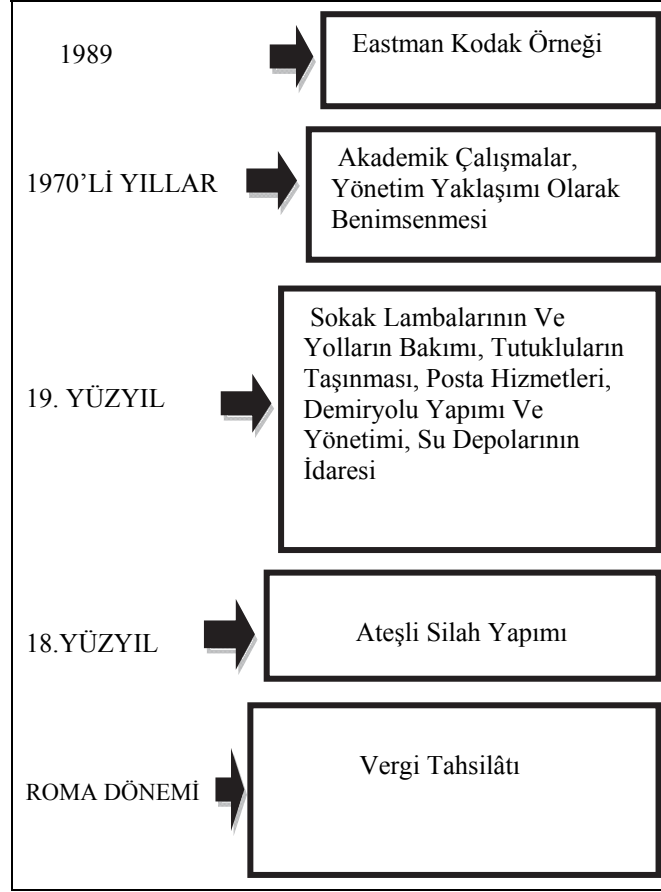 1989
Eastman Kodak Örneği
1970'Lİ YILLAR
Akademik Çalışmalar,
Yönetim Yaklaşımı Olarak
Benimsenmesi
19. YÜZYIL
Sokak Lambalarının Ve
Yolların Bakımı, Tutukluların
Taşınması, Posta Hizmetleri,
Demiryolu Yapımı Ve
Yönetimi, Su Depolarının
İdaresi
18.YÜZYIL
Ateşli Silah Yapımı
ROMA DÖNEMİ
Vergi Tahsilâtı